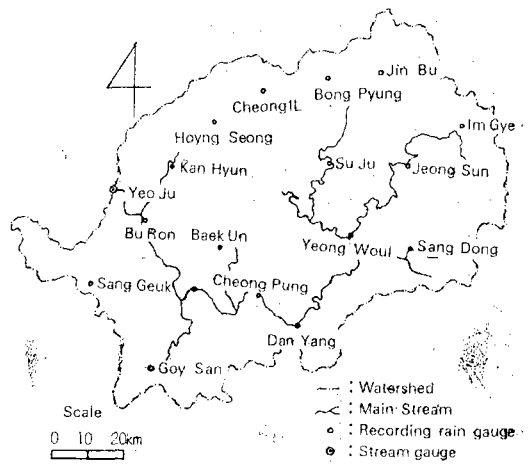 Jin Bu
Bong Pyung
Cheong1L
Im Gye
Hoyng Seong
Kan Hyun
Su Ju
Jeong Sun
Yeo Ju
Bu Ron
Baek Un
Yeong Woul
Sang Dong
Sang Geuk
Cheong Pung
Dan Yang
Goy San
: Watershed
: Main Stream
: Recording rain gauge
: Stream gauge
Scale
0 10 20km